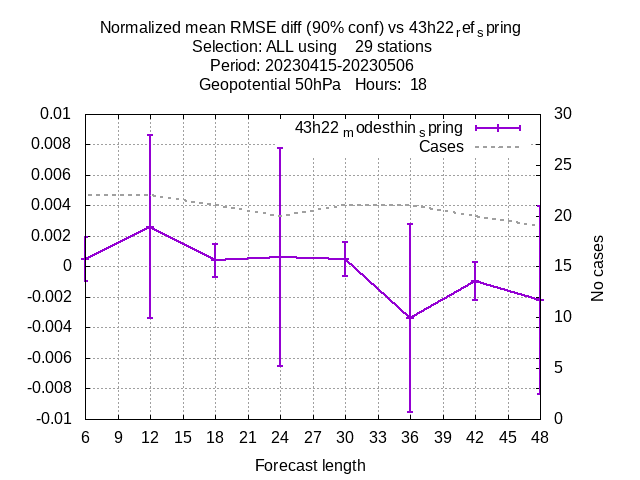 Normalized mean RMSE diff (90% conf) vs 43h22refspring
Selection: ALL using 29 stations
Period: 20230415-20230506
Geopotential 50hPa Hours: 18
43h22modesthinspring
Cases
0.01
0.008
0.006
0.004
0.002
0
-0.002
-0.004
-0.006
-0.008
-0.01
30
25
20
15
10
5
0
No cases
6 9 12 15 18 21 24 27 30 33 36 39 42 45 48
Forecast length